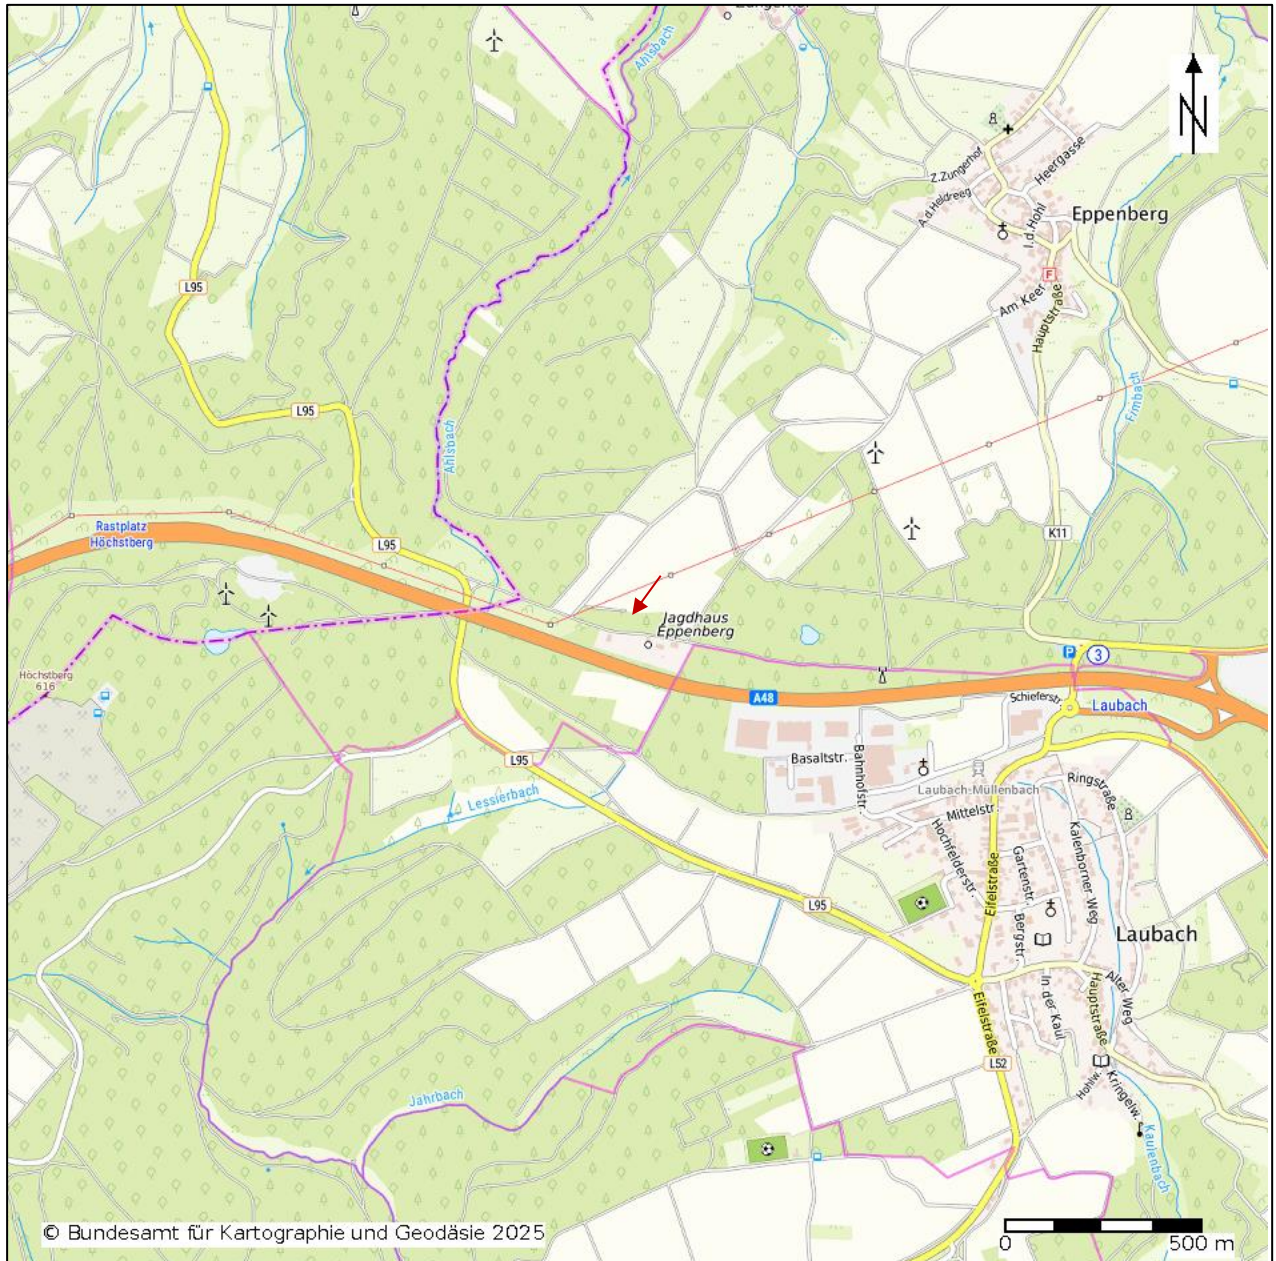 Ahlsbach
Z.Zungerhof
Heergasse
A.d.Heldreeg
I.d.Hohl
Eppenberg
N
L95
F
Am Keer
Hauptstraße
L95
Ahlsbach
Rastplatz
Höchstberg
L95
K11
Jagdhaus
Eppenberg
P
3
Höchstberg
616
A48
Schieferstr.
Laubach
L95
Basaltstr.
Bahnhofstr.
Laubach-Müllenbach
Ringstraße
Lessierbach
Mittelstr.
Hochfelderstr.
Gartenstr.
Kalenborner Weg
Eifelstraße
L95
Bergstr.
Laubach
In der Kaul
Hauptstraße
Alter Weg
Eifelstraße
L52
Hohlw.
Kringelw.
Jahrbach
Kaulenbach
© Bundesamt für Kartographie und Geodäsie 2025
0 500 m